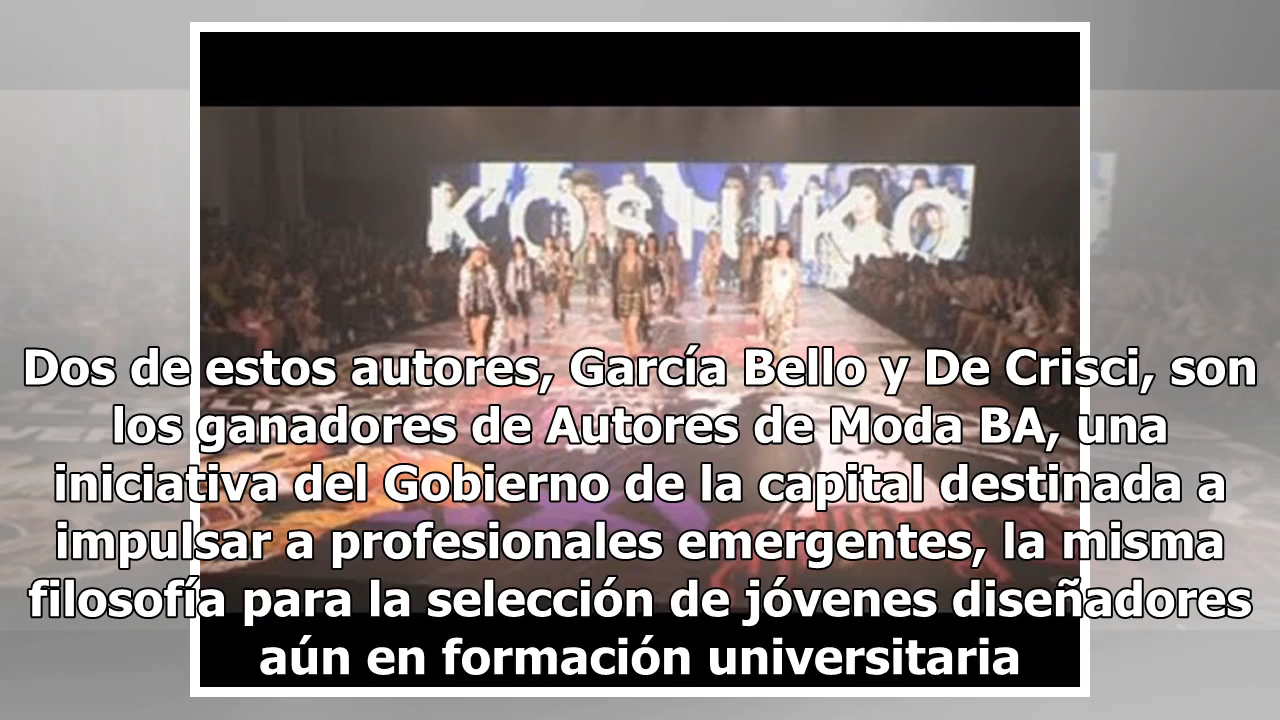 KOSHIKO
Dos de estos autores, García Bello y De Crisci, son
los ganadores de Autores de Moda BA, una
iniciativa del Gobierno de la capital destinada a
impulsar a profesionales emergentes, la misma
filosofía para la selección de jóvenes diseñadores
aún en formación universitaria